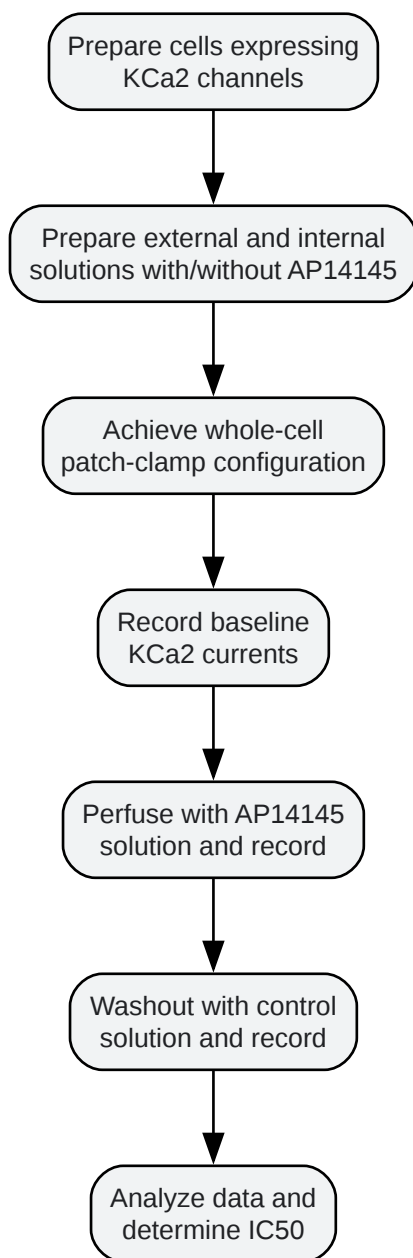 Prepare cells expressing
KCa2 channels
Prepare external and internal
solutions with/without AP14145
Achieve whole-cell
patch-clamp configuration
Record baseline
KCa2 currents
Perfuse with AP14145
solution and record
Washout with control
solution and record
Analyze data and
determine IC50